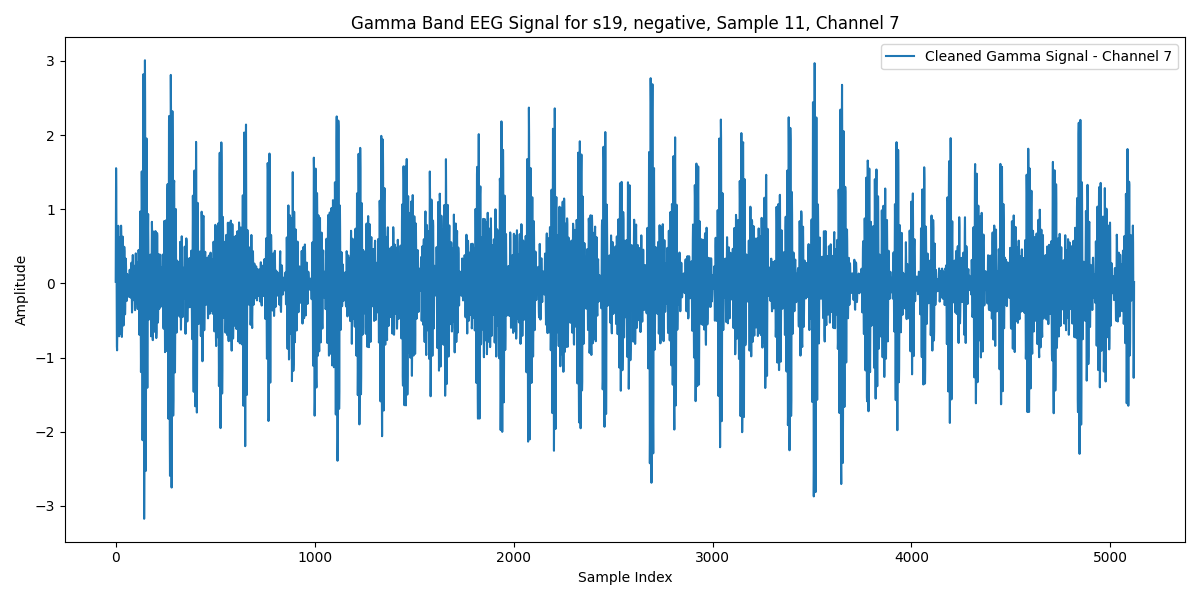 Gamma Band EEG Signal for s19, negative, Sample 11, Channel 7
Cleaned Gamma Signal - Channel 7
3
2
1
0
−1
−2
−3
Amplitude
0 1000 2000 3000 4000 5000
Sample Index